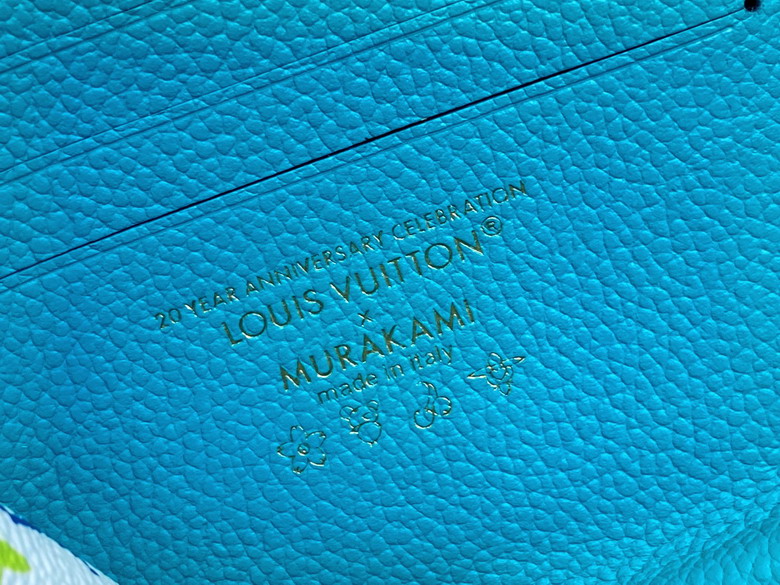 20 YEAR ANNIVERSARY CELEBRATION
LOUIS VUITTON®
×
MURAKAMi
made in italy